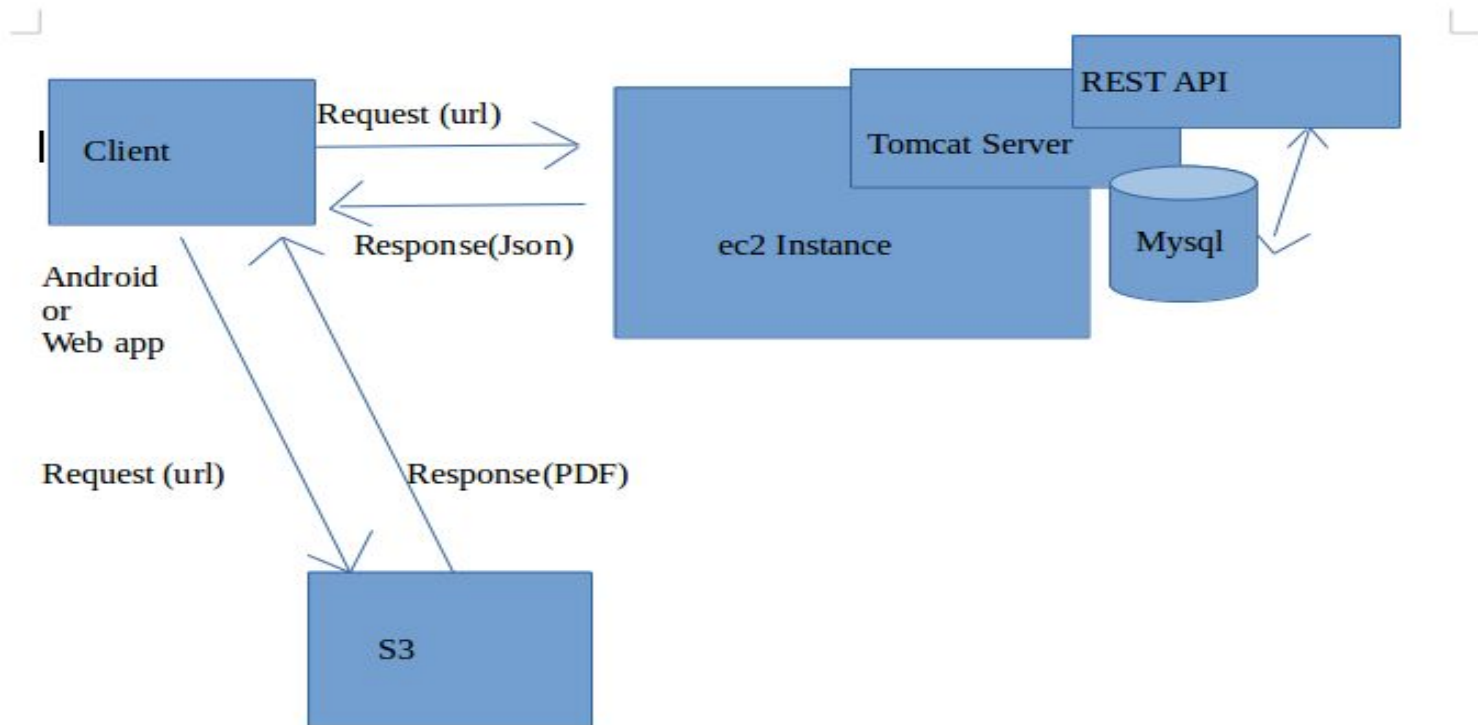 REST API
Request (url)
Tomcat Server
Client
Response(Json)
ec2 Instance
Mysql
Android
or
Web app
Request (url)
Response(PDF)
S3